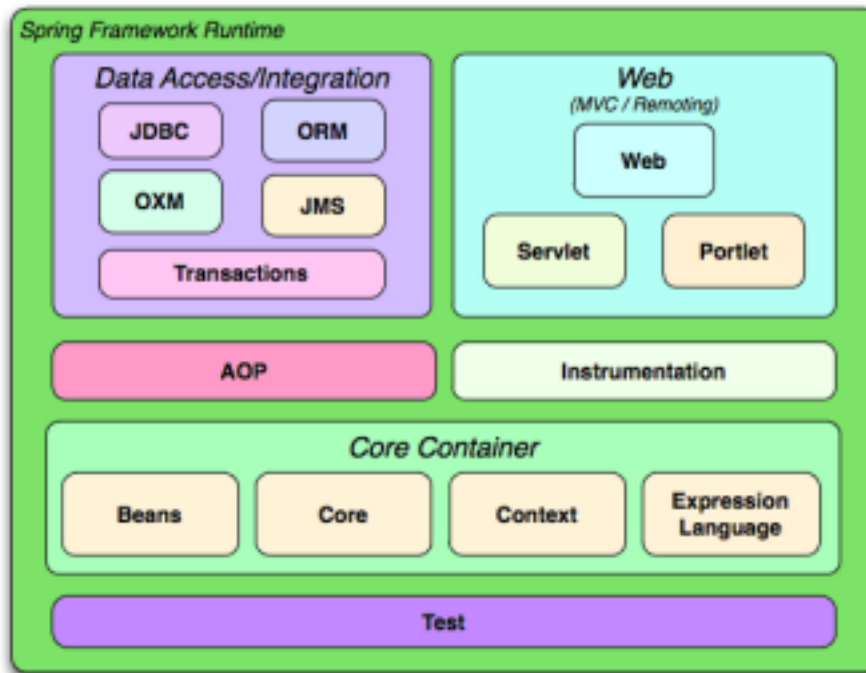 Spring Framework Runtime
Data Access/Integration
JDBC
ORM
OXM
JMS
Transactions
Web
(MVC / Remoting)
Web
Servlet
Portlet
AOP
Instrumentation
Core Container
Beans
Core
Context
Expression
Language
Test